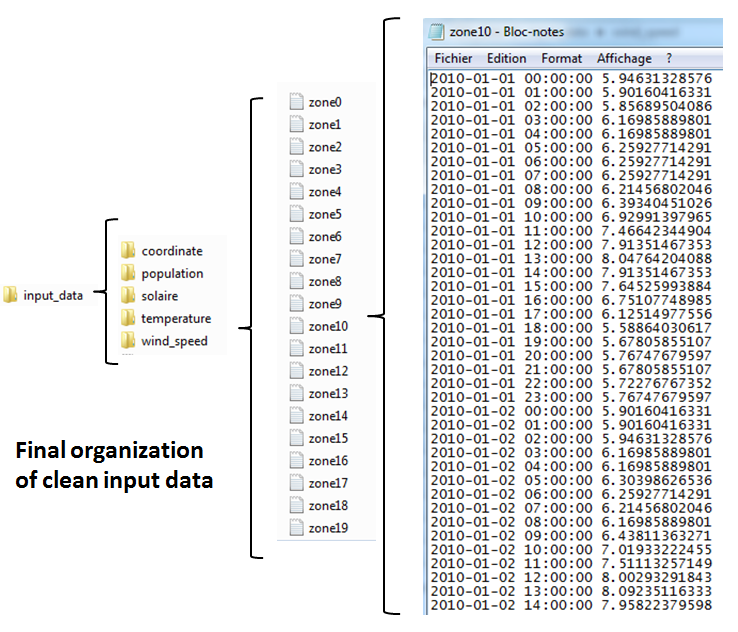 input_data
coordinate
population
solaire
temperature
wind_speed
Final organization
of clean input data
zone0
zone1
zone2
zone3
zone4
zone5
zone6
zone7
zone8
zone9
zone10
zone11
zone12
zone13
zone14
zone15
zone16
zone17
zone18
zone19
zone10 - Bloc-notes
Fichier Edition Format Affichage ?
2010-01-01 00:00:00 5.94631328576
2010-01-01 01:00:00 5.90160416331
2010-01-01 02:00:00 5.85689504086
2010-01-01 03:00:00 6.16985889801
2010-01-01 04:00:00 6.16985889801
2010-01-01 05:00:00 6.25927714291
2010-01-01 06:00:00 6.25927714291
2010-01-01 07:00:00 6.25927714291
2010-01-01 08:00:00 6.21456802046
2010-01-01 09:00:00 6.39340451026
2010-01-01 10:00:00 6.92991397965
2010-01-01 11:00:00 7.46642344904
2010-01-01 12:00:00 7.91351467353
2010-01-01 13:00:00 8.04764204088
2010-01-01 14:00:00 7.91351467353
2010-01-01 15:00:00 7.64525993884
2010-01-01 16:00:00 6.75107748985
2010-01-01 17:00:00 6.12514977556
2010-01-01 18:00:00 5.58864030617
2010-01-01 19:00:00 5.67805855107
2010-01-01 20:00:00 5.76747679597
2010-01-01 21:00:00 5.67805855107
2010-01-01 22:00:00 5.72276767352
2010-01-01 23:00:00 5.76747679597
2010-01-02 00:00:00 5.90160416331
2010-01-02 01:00:00 5.90160416331
2010-01-02 02:00:00 5.94631328576
2010-01-02 03:00:00 6.16985889801
2010-01-02 04:00:00 6.16985889801
2010-01-02 05:00:00 6.30398626536
2010-01-02 06:00:00 6.25927714291
2010-01-02 07:00:00 6.21456802046
2010-01-02 08:00:00 6.16985889801
2010-01-02 09:00:00 6.43811363271
2010-01-02 10:00:00 7.01933222455
2010-01-02 11:00:00 7.51113257149
2010-01-02 12:00:00 8.00293291843
2010-01-02 13:00:00 8.09235116333
2010-01-02 14:00:00 7.95822379598